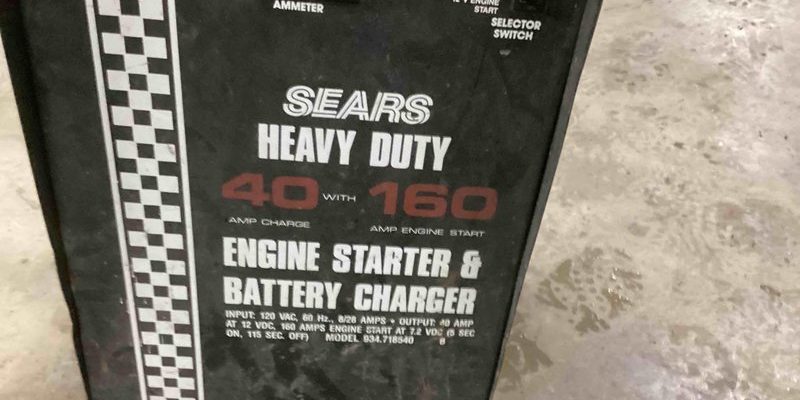 AMMETER
ENGINE
START
SELECTOR
SWITCH
SEARS
HEAVY DUTY
40 WITH 160
AMP CHARGE AMP ENGINE START
ENGINE STARTER &
BATTERY CHARGER
INPUT: 120 VAC, 60 Hz., 8/28 AMPS • OUTPUT: 40 AMP
AT 12 VDC, 160 AMPS ENGINE START AT 7.2 VDC (5 SEC
ON, 115 SEC. OFF) MODEL 934.718540
6